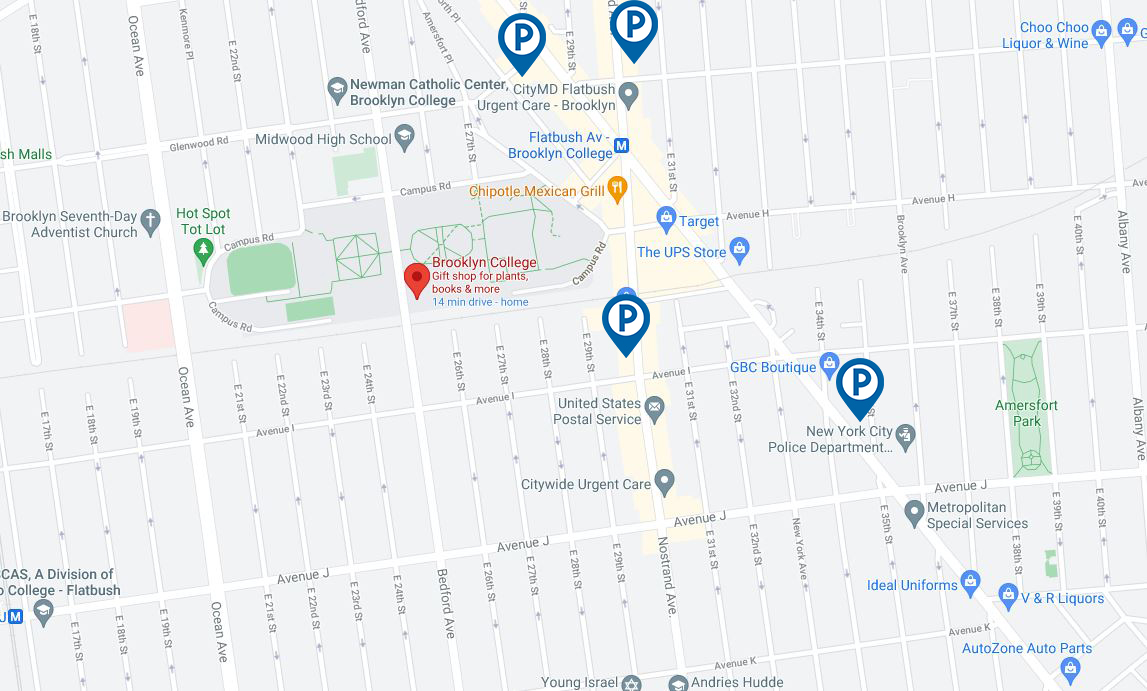 E 18th St
Ocean Ave
Kenmore Pl
E 22nd St
Bedford Ave
Amersfort Pl
P
P
E 29th St
Choo Choo
Liquor & Wine
G
Newman Catholic Center,
Brooklyn College
CityMD Flatbush
Urgent Care - Brooklyn
Glenwood Rd
sh Malls
Midwood High School
E 27th St
Flatbush Av -
Brooklyn College
M
E 31st St
Ave
Chipotle Mexican Grill
Campus Rd
Avenue H
Avenue H
Brooklyn Seventh-Day
Adventist Church
Hot Spot
Tot Lot
Campus Rd
Target
The UPS Store
Brooklyn Ave
E 40th St
Albany Ave
Campus Rd
Brooklyn College
Gift shop for plants,
books & more
14 min drive - home
Campus Rd
P
E 34th St
E 37th St
E 39th St
Ocean Ave
E 17th St
E 18th St
E 19th St
E 21st St
E 22nd St
E 23rd St
E 24th St
E 26th St
E 27th St
E 28th St
E 29th St
Avenue I
Avenue I
Avenue I
E 31st St
E 32nd St
GBC Boutique
P
St
Amersfort
Park
Albany Ave
United States
Postal Service
New York City
Police Department...
Citywide Urgent Care
Avenue J
Avenue J
Avenue J
Avenue J
Metropolitan
Special Services
E 35th St
E 38th St
E 39th St
E 40th St
CAS, A Division of
o College - Flatbush
J M
E 17th St
E 18th St
E 19th St
Ocean Ave
E 21st St
E 22nd St
E 23rd St
E 24th St
Bedford Ave
E 26th St
E 27th St
E 28th St
E 29th St
Nostrand Ave.
E 31st St
E 32nd St
New York Ave
Ideal Uniforms
V & R Liquors
Avenue K
Avenue K
AutoZone Auto Parts
Young Israel
Andries Hudde